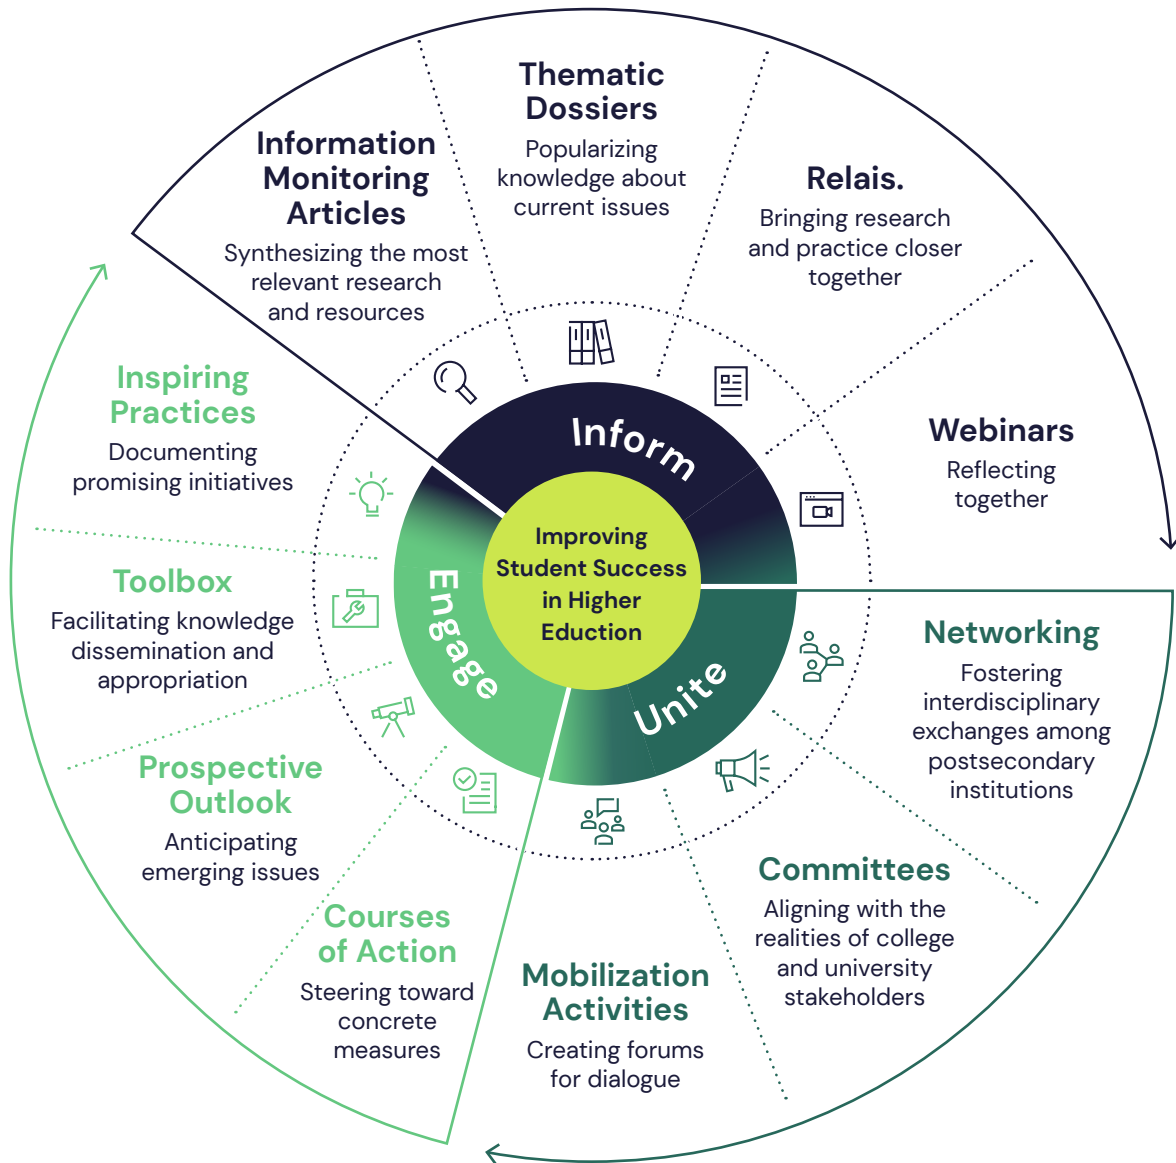 Thematic
Dossiers
Popularizing
knowledge about
current issues
Information
Monitoring
Articles
Synthesizing the most
relevant research
and resources
Relais.
Bringing research
and practice closer
together
Webinars
Reflecting
together
Inform
Improving
Student Success
in Higher
Eduction
Engage
Unite
Networking
Fostering
interdisciplinary
exchanges among
postsecondary
institutions
Committees
Aligning with the
realities of college
and university
stakeholders
Mobilization
Activities
Creating forums
for dialogue
Courses
of Action
Steering toward
concrete
measures
Prospective
Outlook
Anticipating
emerging issues
Toolbox
Facilitating knowledge
dissemination and
appropriation
Inspiring
Practices
Documenting
promising initiatives